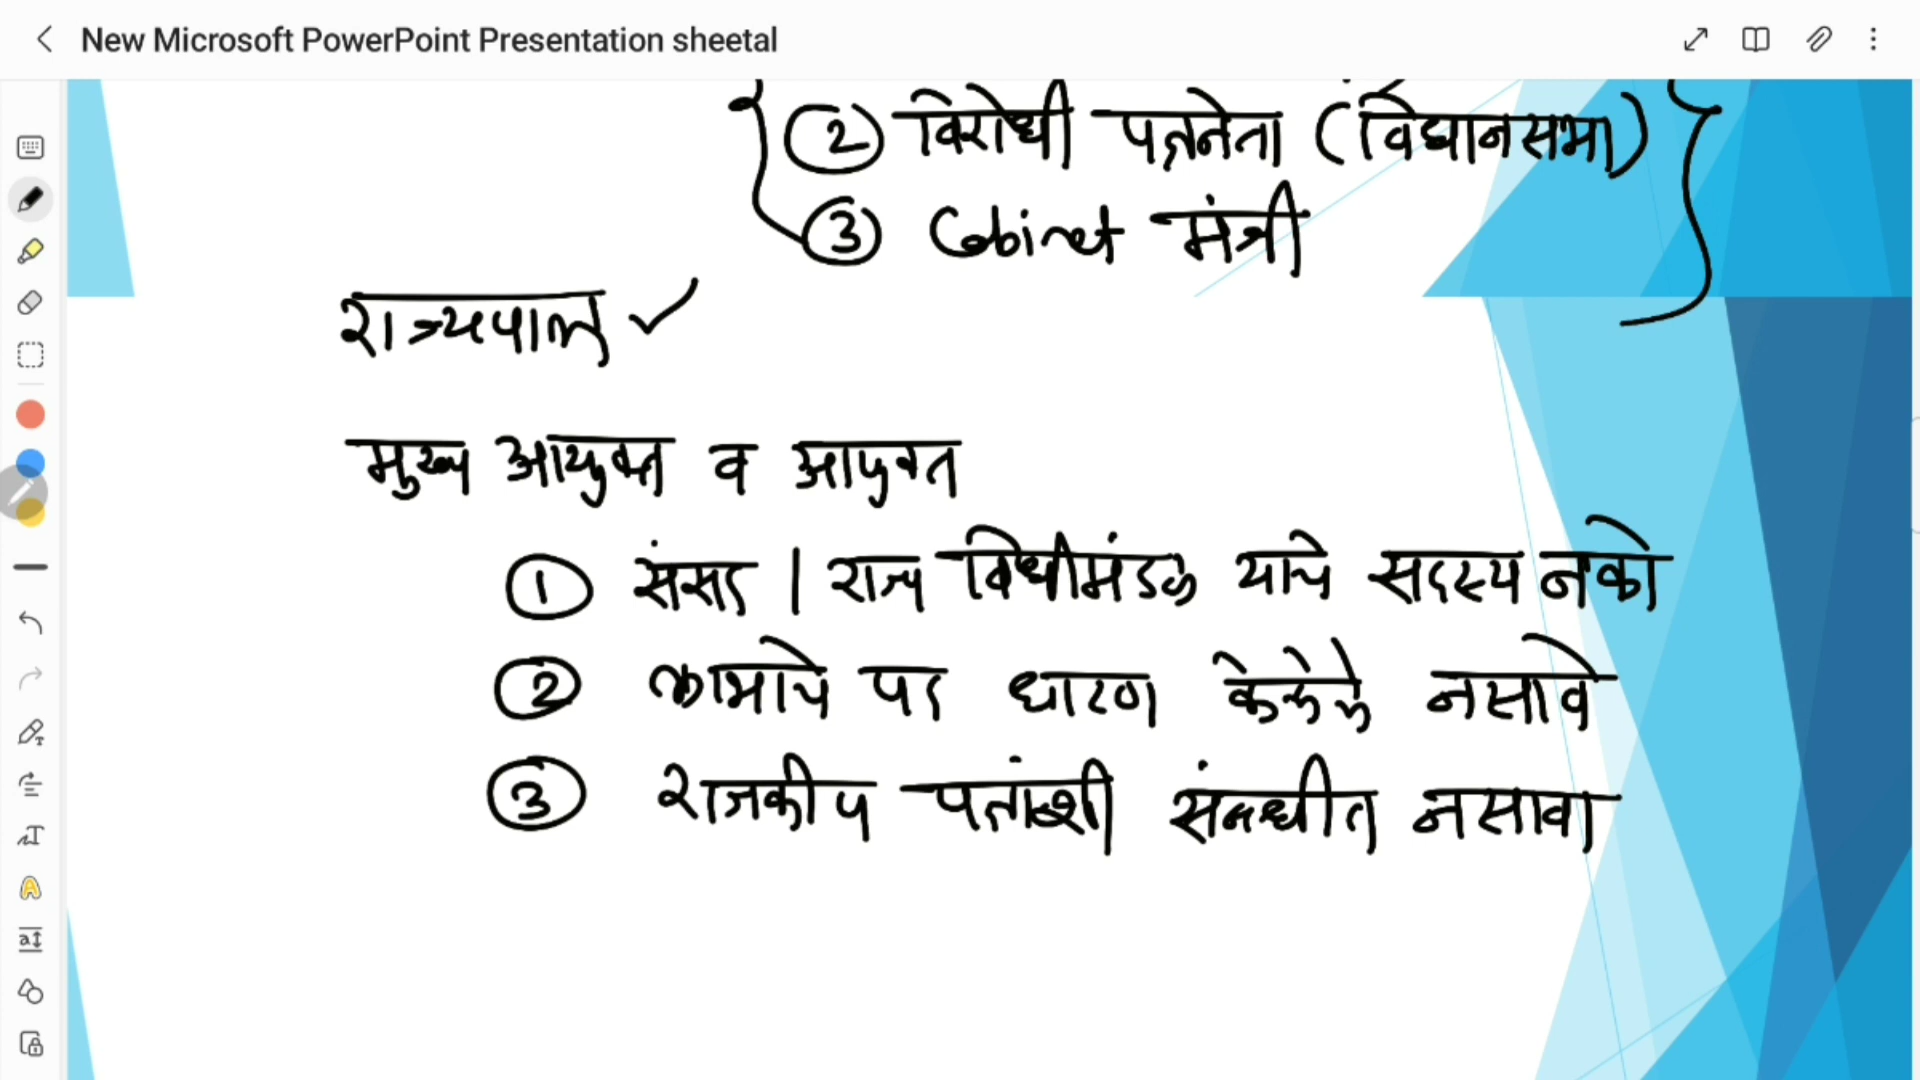 New Microsoft PowerPoint Presentation sheetal
② विरोधी पक्षनेता (विधानसभा)
③ Cabinet मंत्री
राज्यपाल ✓
मुख्य आयुक्त व आयुक्त
① संसद / राज्य विधीमंडळ याचे सदस्य नको
② लाभाचे पद धारण केलेले नसावे
③ राजकीय पक्षांशी संबंधीत नसावा